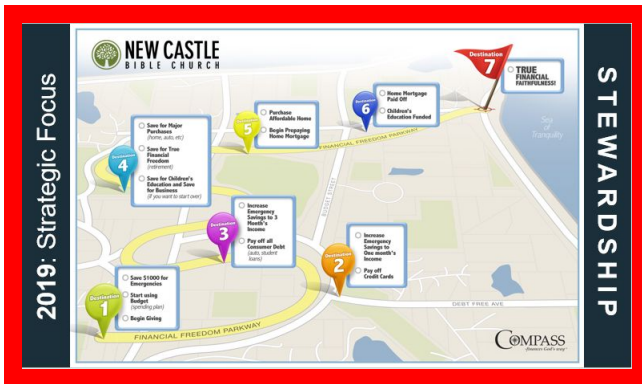 2019: Strategic Focus
NEW CASTLE
BIBLE CHURCH
Destination
1
Save $1000 for
Emergencies
Start using
Budget
(spending plan)
Begin Giving
Destination
2
Increase
Emergency
Savings to
One month's
Income
Pay off
Credit Cards
Destination
3
Increase
Emergency
Savings to 3
Month's
Income
Pay off all
Consumer Debt
(auto, student
loans)
Destination
4
Save for Major
Purchases
(home, auto, etc)
Save for True
Financial
Freedom
(retirement)
Save for Children's
Education and Save
for Business
(if you want to start over)
Destination
5
Purchase
Affordable Home
Begin Prepaying
Home Mortgage
Destination
6
Home Mortgage
Paid Off
Children's
Education Funded
Destination
7
TRUE
FINANCIAL
FAITHFULNESS!
Sea
of
Tranquility
FINANCIAL FREEDOM PARKWAY
BUDGET STREET
DEBT FREE AVE
FINANCIAL FREEDOM PARKWAY
COMPASS
-finances God's way™
STEWARDSHIP